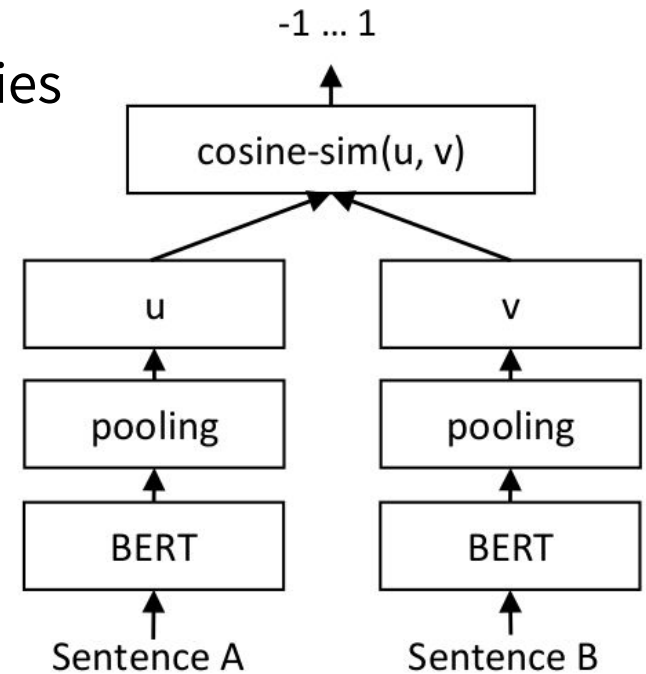 -1 ... 1
ies
cosine-sim(u, v)
u
v
pooling
pooling
BERT
BERT
Sentence A
Sentence B